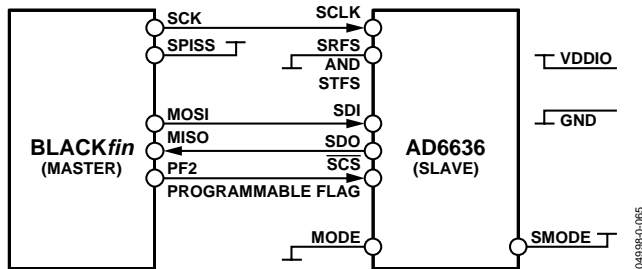 SCK
SCLK
SPISS
SRFS
AND
STFS
VDDIO
MOSI
SDI
GND
BLACKfin
(MASTER)
MISO
SDO
AD6636
(SLAVE)
PF2
SCS
PROGRAMMABLE FLAG
MODE
SMODE
04998-0-065